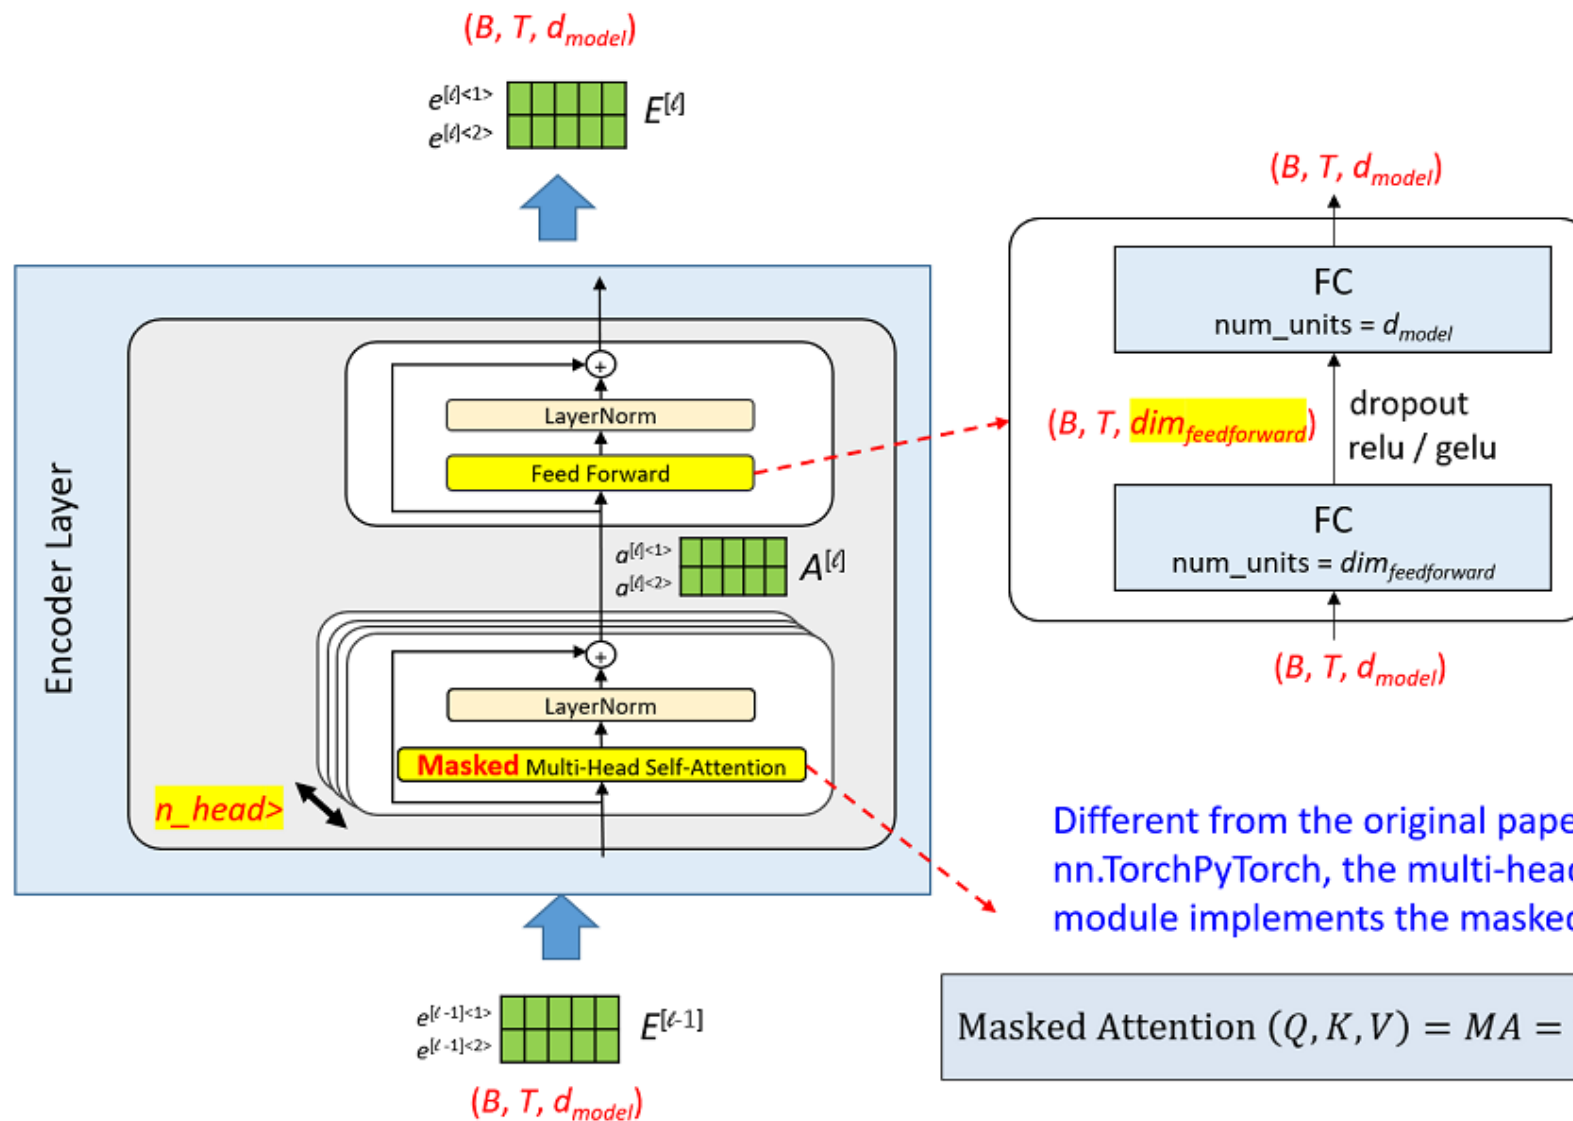 (B, T, d_model)
e^[ℓ]<1>
e^[ℓ]<2>
E^[ℓ]
Encoder Layer
LayerNorm
Feed Forward
a^[ℓ]<1>
a^[ℓ]<2>
A^[ℓ]
LayerNorm
Masked Multi-Head Self-Attention
n_head>
e^[ℓ-1]<1>
e^[ℓ-1]<2>
E^[ℓ-1]
(B, T, d_model)
(B, T, d_model)
FC
num_units = d_model
(B, T, dim_feedforward)
dropout
relu / gelu
FC
num_units = dim_feedforward
(B, T, d_model)
Different from the original pape
nn.TorchPyTorch, the multi-head
module implements the masked
Masked Attention (Q, K, V) = MA =